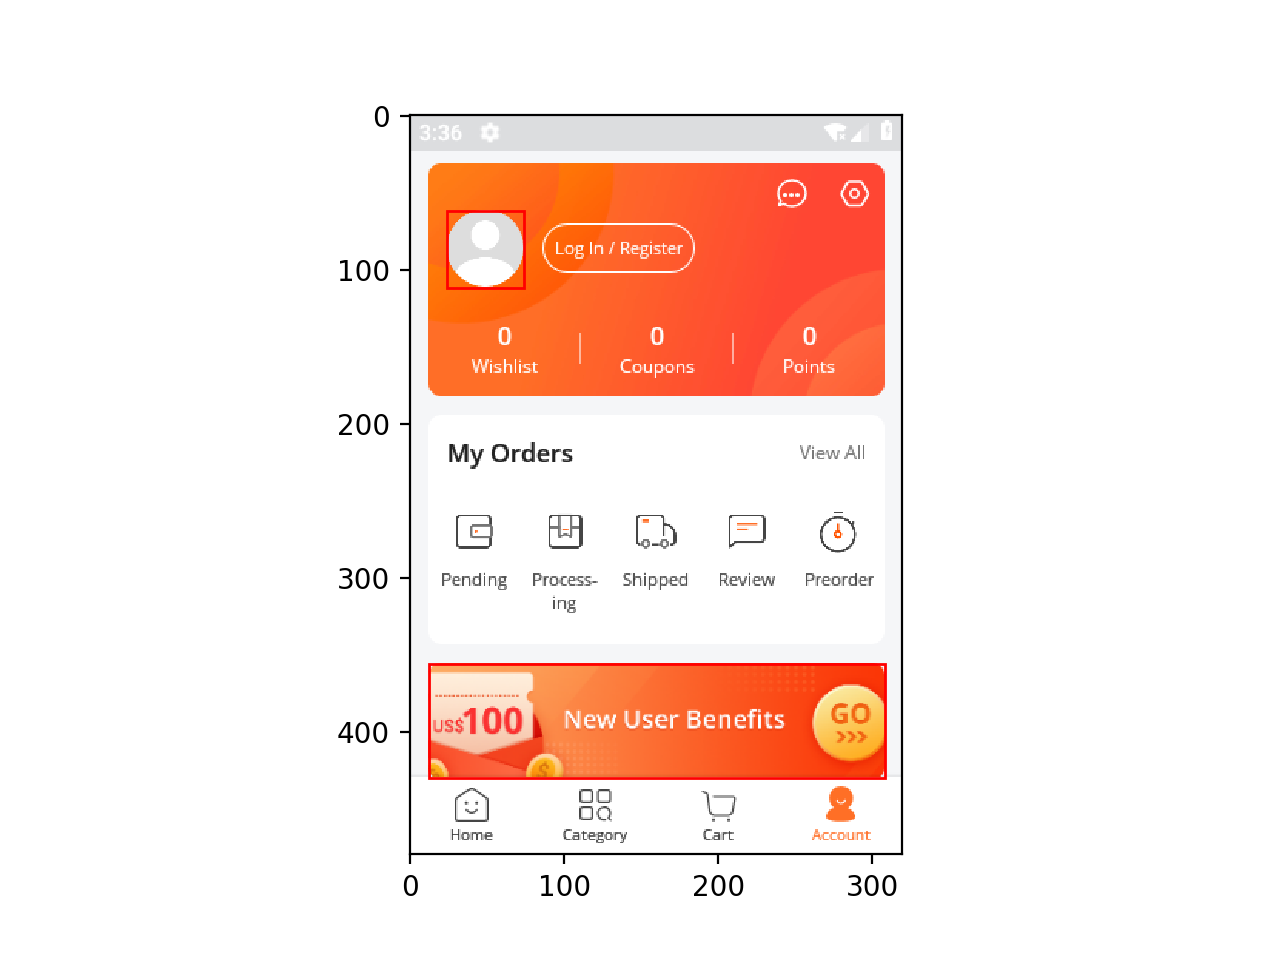 0
3:36
Log In / Register
100
0
0
0
Wishlist
Coupons
Points
200
My Orders
View All
300
Pending
Process-
ing
Shipped
Review
Preorder
400
US$100
New User Benefits
GO
>>>
$
Home
Category
Cart
Account
0
100
200
300